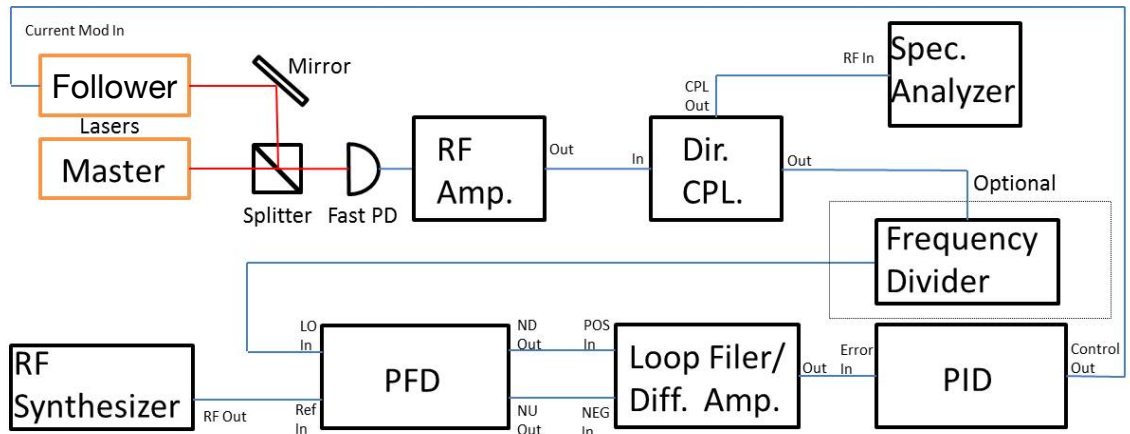 Current Mod In
Follower
Lasers
Master
Mirror
Splitter
Fast PD
RF
Amp.
Out
In
Dir.
CPL.
CPL
Out
RF In
Spec.
Analyzer
Out
Optional
Frequency
Divider
RF
Synthesizer
RF Out
LO
In
Ref
In
PFD
ND
Out
NU
Out
POS
In
NEG
In
Loop Filer/
Diff. Amp.
Out
Error
In
PID
Control
Out